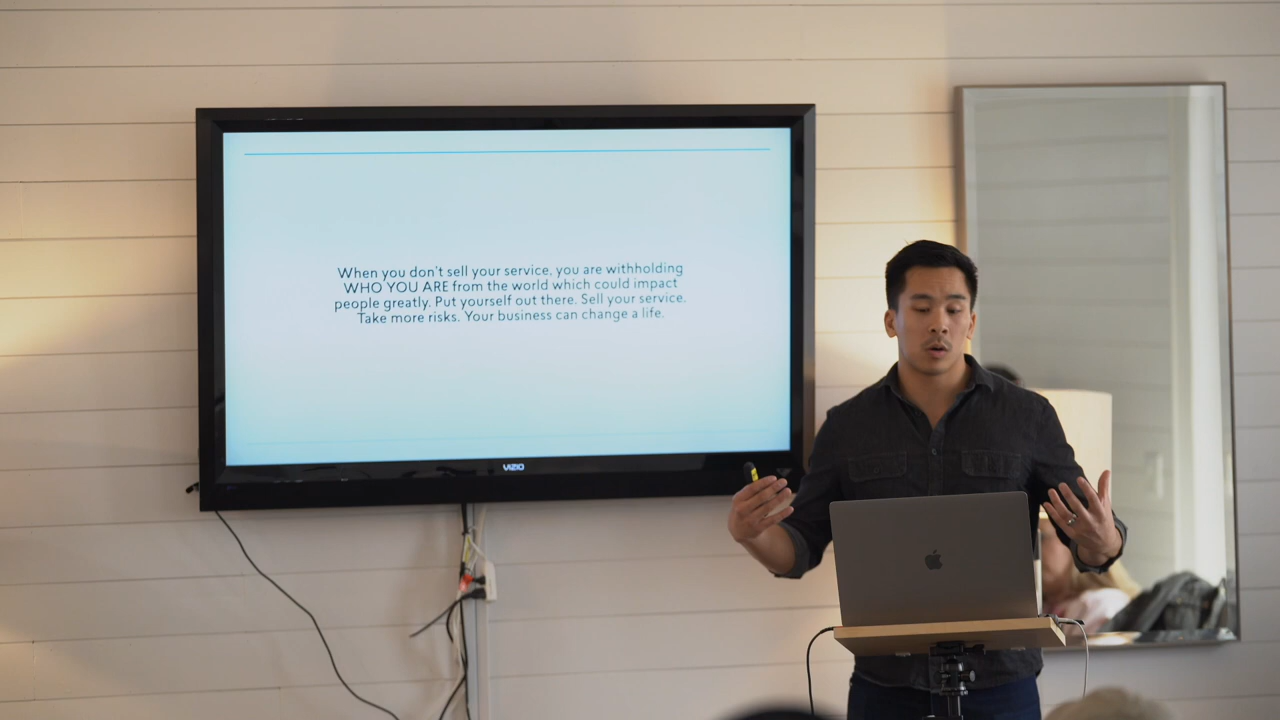 When you don't sell your service, you are withholding
WHO YOU ARE from the world which could impact
people greatly. Put yourself out there. Sell your service.
Take more risks. Your business can change a life.
VIZIO